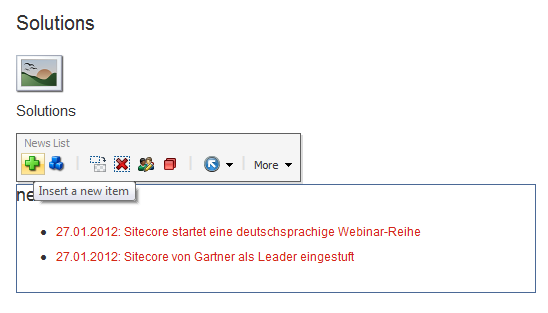 Solutions
Solutions
News List
More
Insert a new item
ne
27.01.2012: Sitecore startet eine deutschsprachige Webinar-Reihe
27.01.2012: Sitecore von Gartner als Leader eingestuft